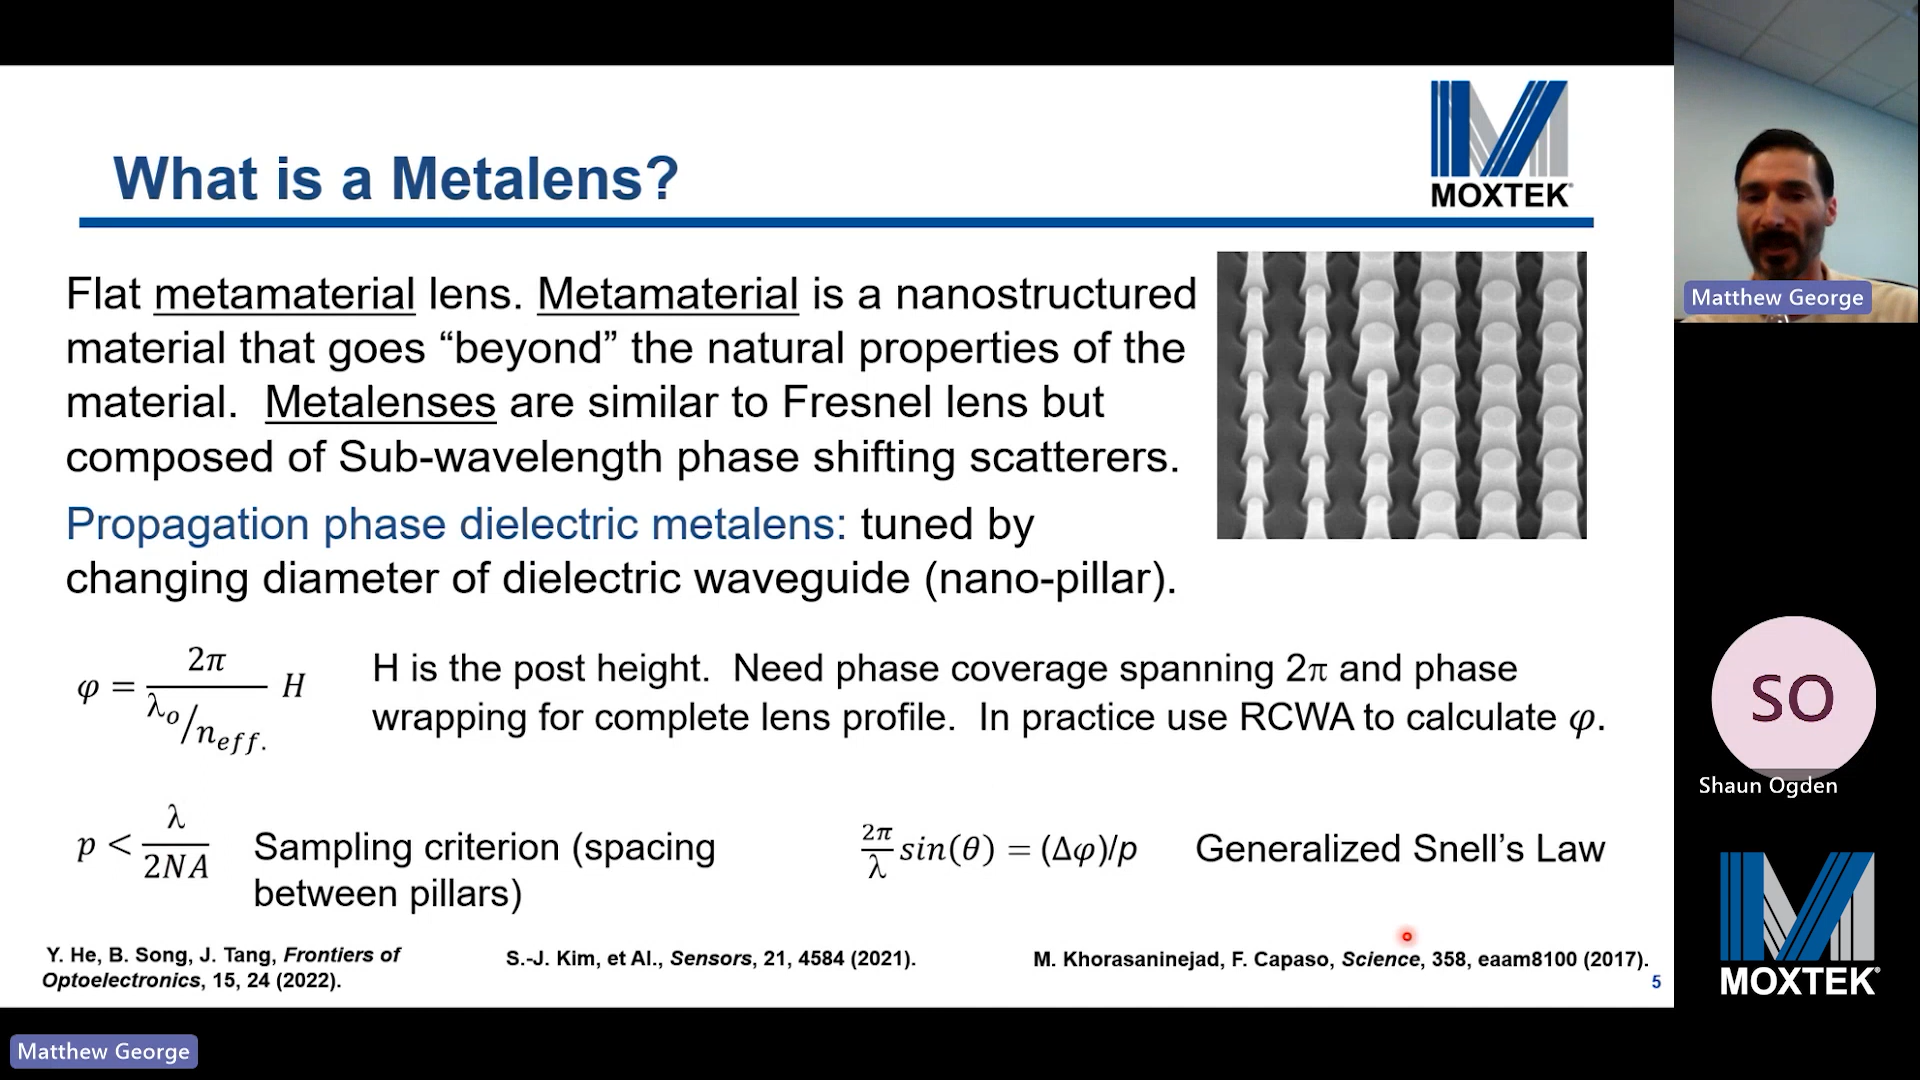 What is a Metalens?
MOXTEK®
Flat metamaterial lens. Metamaterial is a nanostructured
material that goes “beyond” the natural properties of the
material. Metalenses are similar to Fresnel lens but
composed of Sub-wavelength phase shifting scatterers.
Propagation phase dielectric metalens: tuned by
changing diameter of dielectric waveguide (nano-pillar).
φ = 2π / (λo/neff.) H
H is the post height. Need phase coverage spanning 2π and phase
wrapping for complete lens profile. In practice use RCWA to calculate φ.
p < λ / 2NA
Sampling criterion (spacing
between pillars)
2π/λ sin(θ) = (Δφ)/p
Generalized Snell’s Law
Y. He, B. Song, J. Tang, Frontiers of
Optoelectronics, 15, 24 (2022).
S.-J. Kim, et Al., Sensors, 21, 4584 (2021).
M. Khorasaninejad, F. Capaso, Science, 358, eaam8100 (2017).
5
Matthew George
SO
Shaun Ogden
MOXTEK®
Matthew George